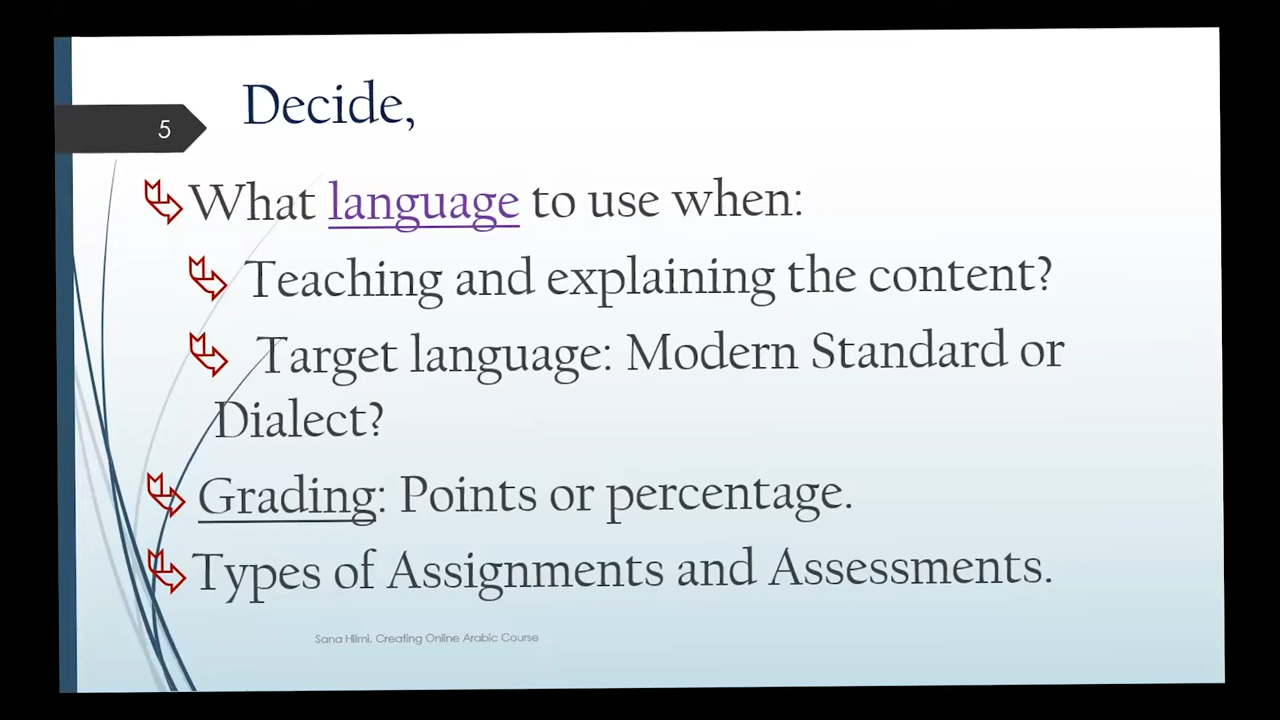 5
Decide,
What language to use when:
Teaching and explaining the content?
Target language: Modern Standard or
Dialect?
Grading: Points or percentage.
Types of Assignments and Assessments.
Sana Hilmi, Creating Online Arabic Course